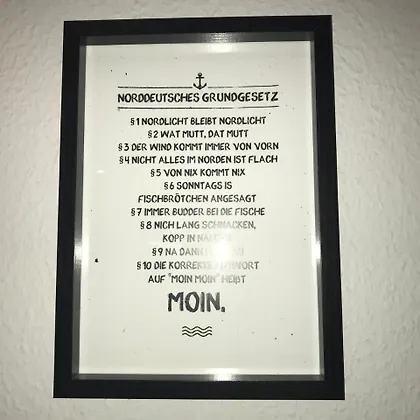 NORDDEUTSCHES GRUNDGESETZ
§ 1 NORDLICHT BLEIBT NORDLICHT
§ 2 WAT MUTT, DAT MUTT
§ 3 DER WIND KOMMT IMMER VON VORN
§ 4 NICHT ALLES IM NORDEN IST FLACH
§ 5 VON NIX KOMMT NIX
§ 6 SONNTAGS IS
FISCHBRÖTCHEN ANGESAGT
§ 7 IMMER BUDDER BEI DIE FISCHE
§ 8 NICH LANG SCHNACKEN,
KOPP IN
§ 9 NA DANN
§ 10 DIE KORREKTE ANTWORT
AUF "MOIN MOIN" HEIßT
MOIN.